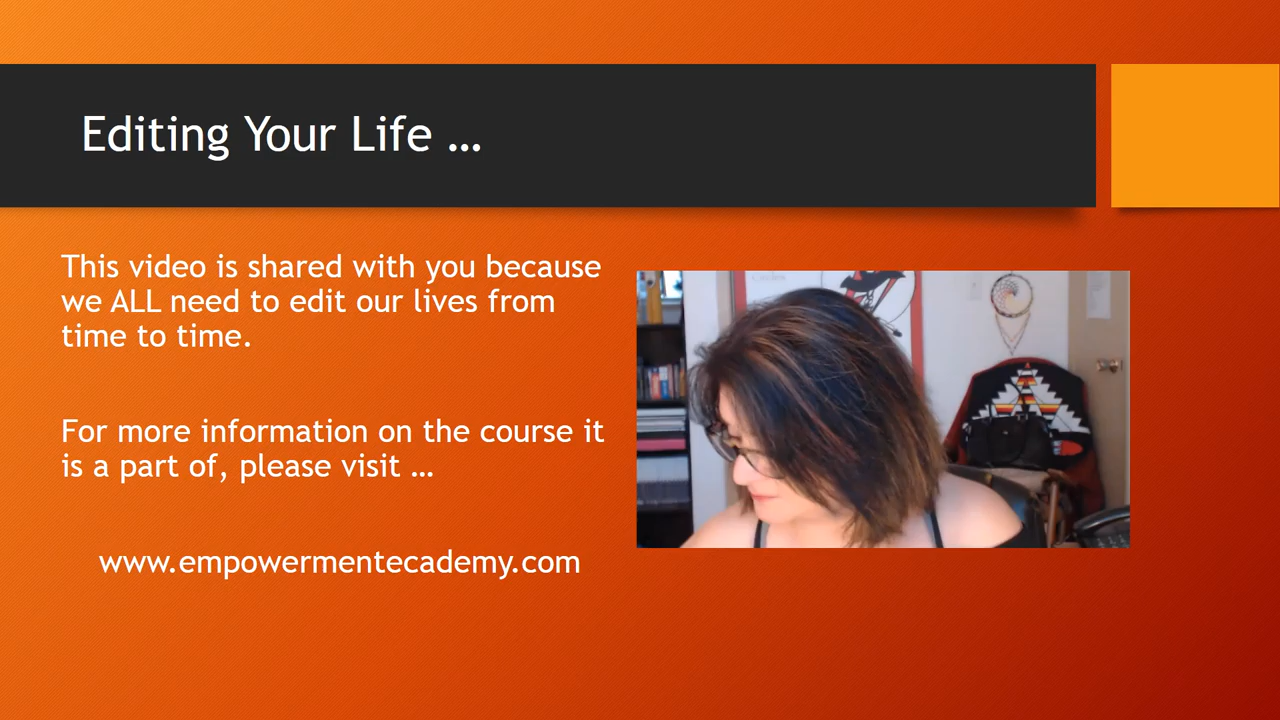 Editing Your Life …
This video is shared with you because
we ALL need to edit our lives from
time to time.
For more information on the course it
is a part of, please visit …
www.empowermentecademy.com